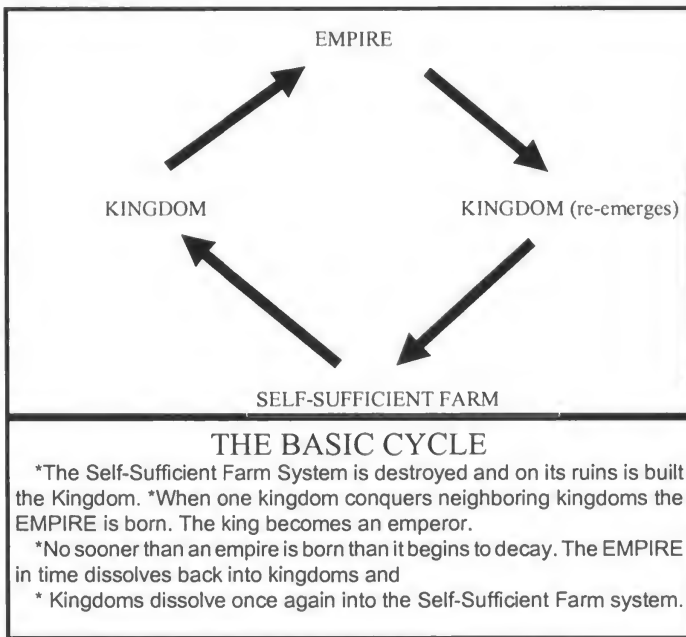 EMPIRE
KINGDOM
KINGDOM (re-emerges)
SELF-SUFFICIENT FARM
THE BASIC CYCLE
*The Self-Sufficient Farm System is destroyed and on its ruins is built
the Kingdom. *When one kingdom conquers neighboring kingdoms the
EMPIRE is born. The king becomes an emperor.
*No sooner than an empire is born than it begins to decay. The EMPIRE
in time dissolves back into kingdoms and
* Kingdoms dissolve once again into the Self-Sufficient Farm system.